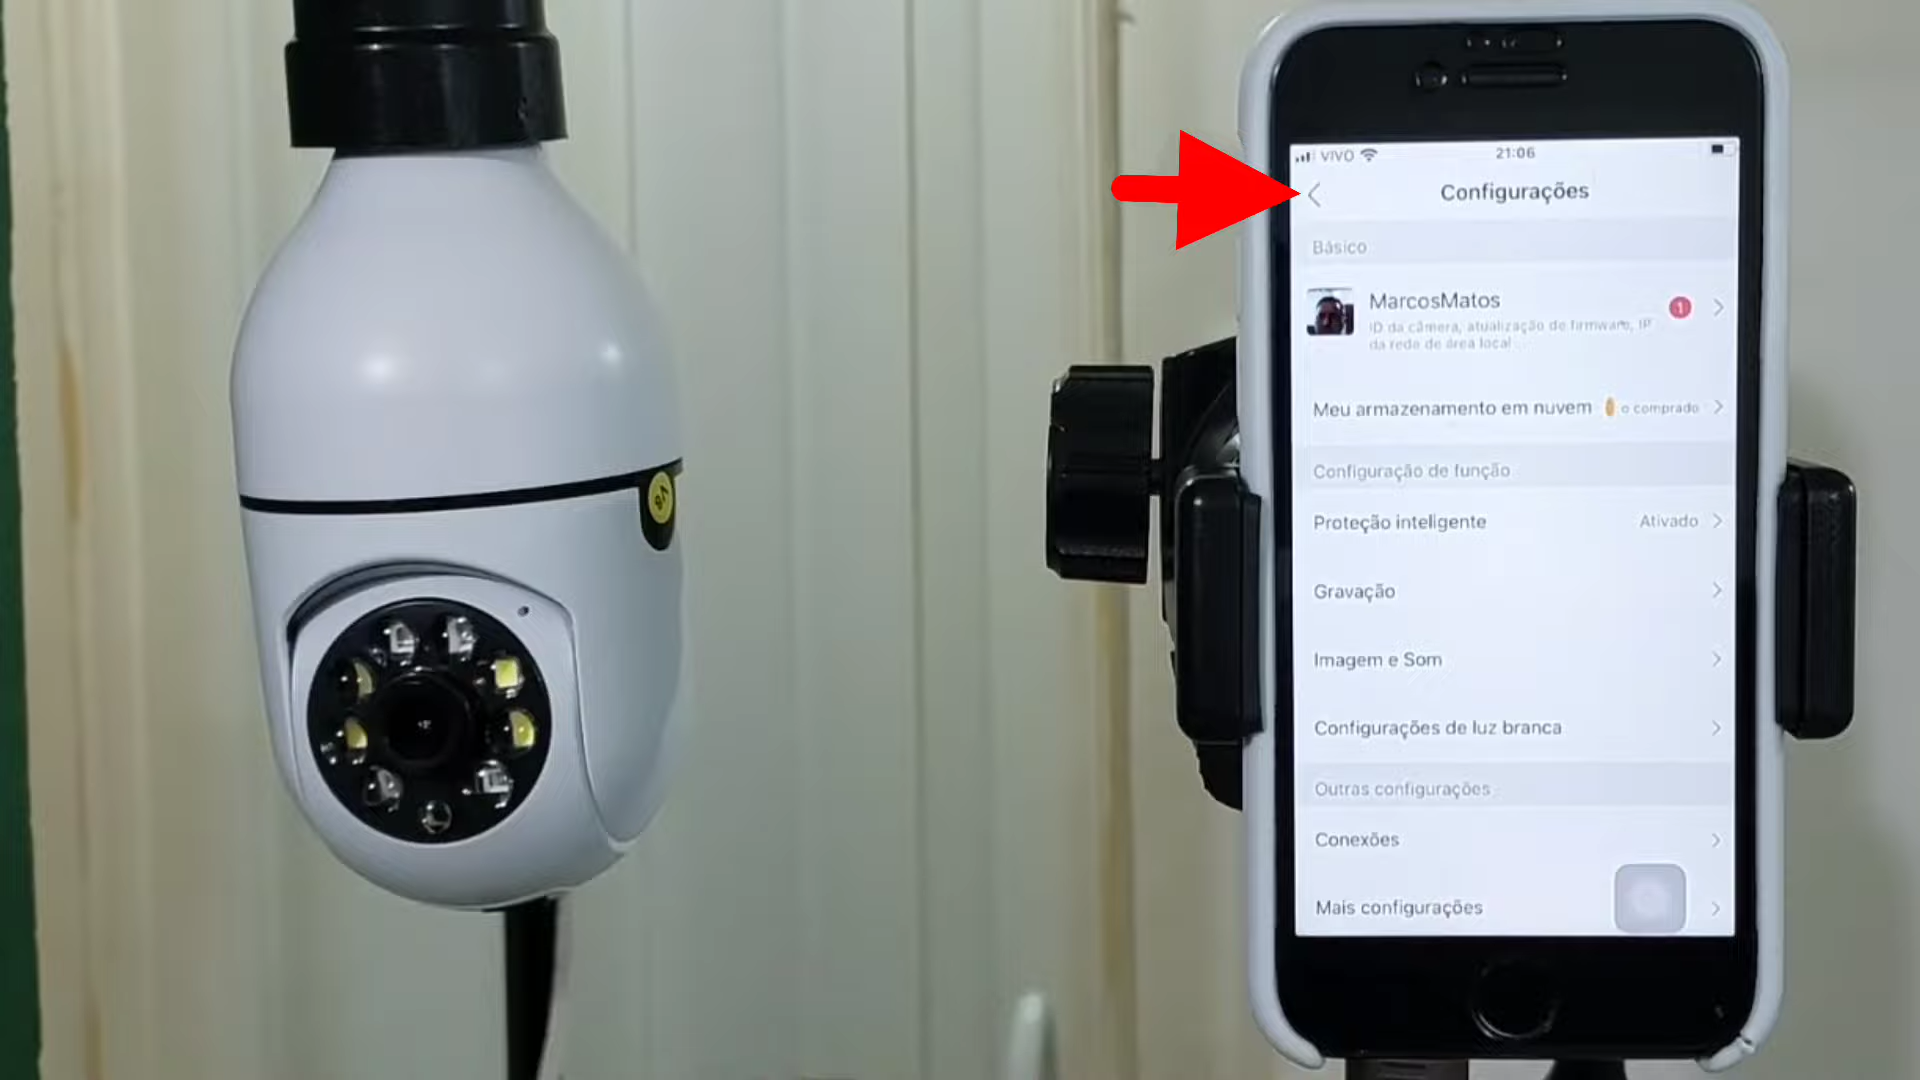 VIVO
21:06
Configurações
Básico
MarcosMatos
1
ID da câmera, atualização de firmware, IP
da rede de área local ...
Meu armazenamento em nuvem
o comprado
Configuração de função
Proteção inteligente
Ativado
Gravação
Imagem e Som
Configurações de luz branca
Outras configurações
Conexões
Mais configurações